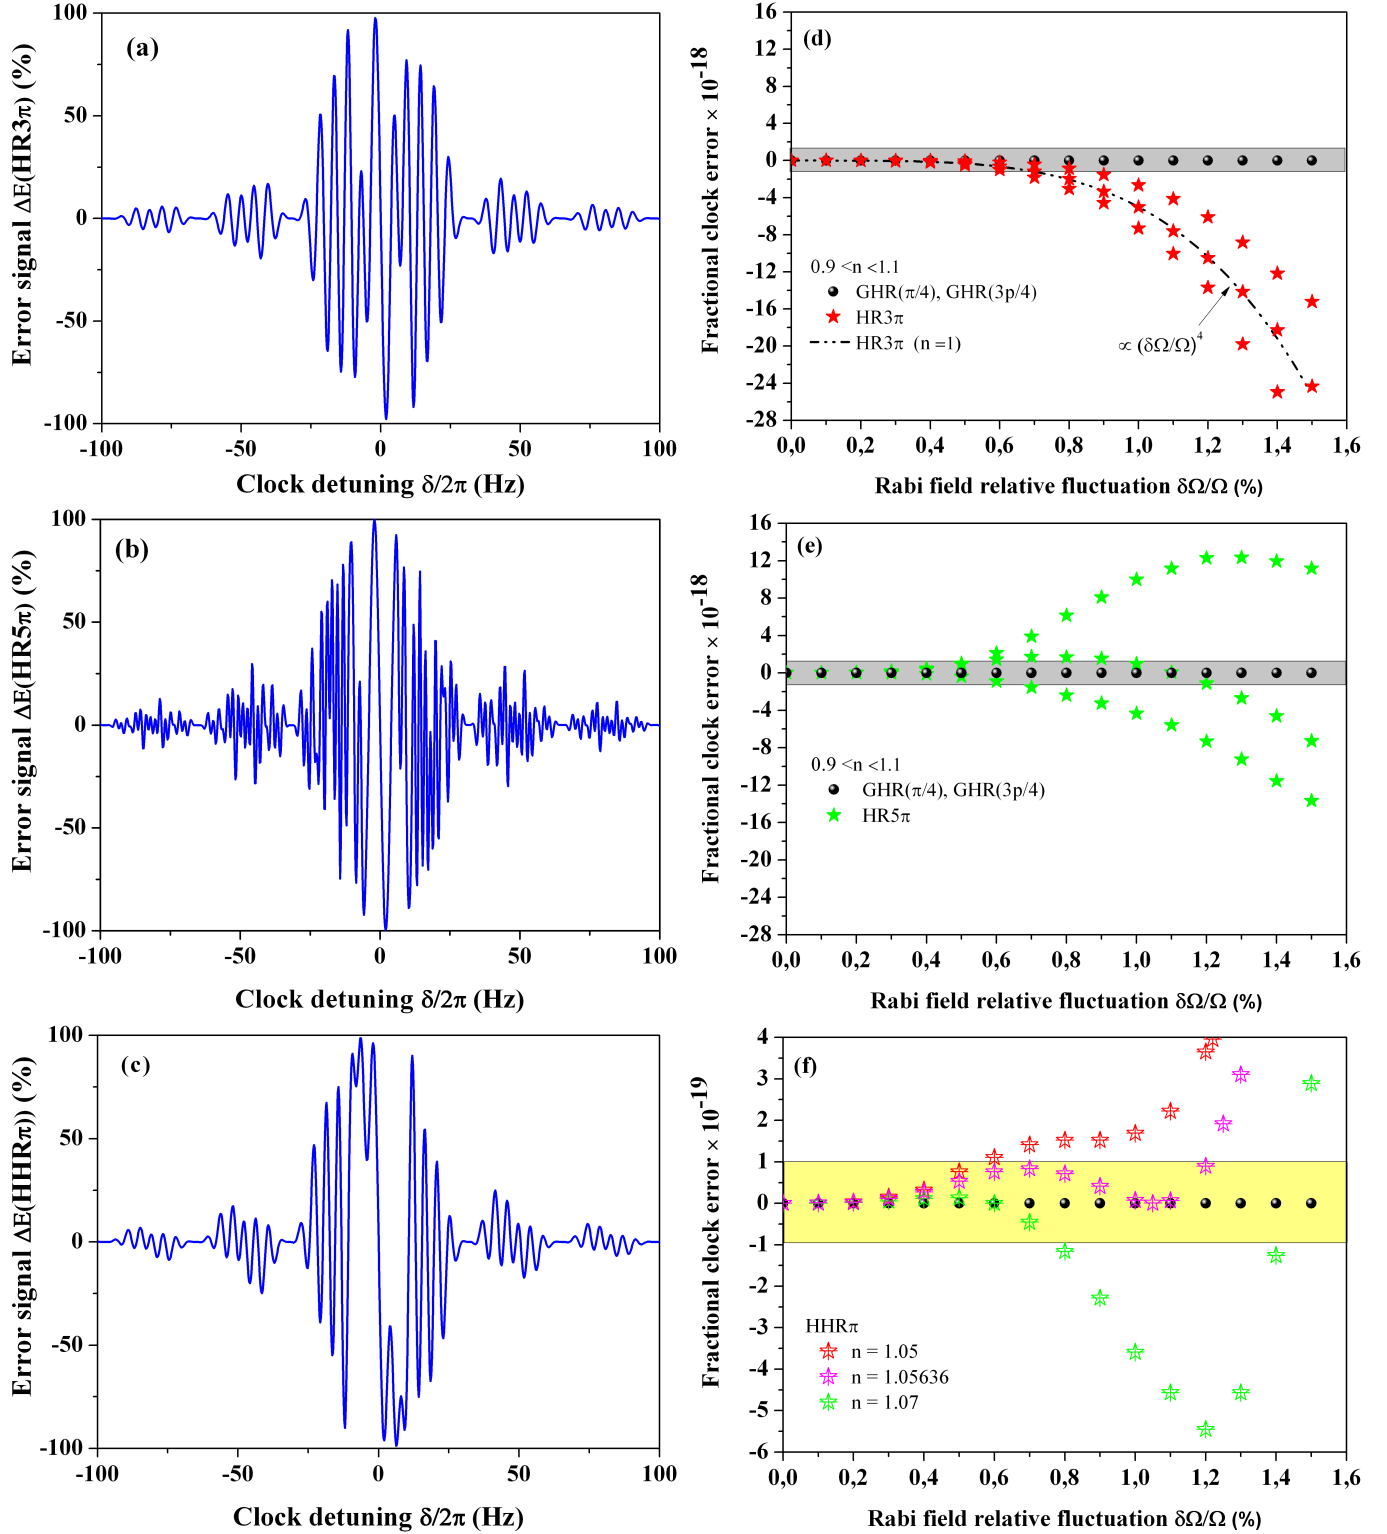 (a)
Error signal ΔE(HR3π) (%)
100
50
0
-50
-100
-100 -50 0 50 100
Clock detuning δ/2π (Hz)
(d)
Fractional clock error × 10-18
16
12
8
4
0
-4
-8
-12
-16
-20
-24
-28
0.9 <n <1.1
GHR(π/4), GHR(3p/4)
HR3π
HR3π (n =1)
∝ (δΩ/Ω)4
0,0 0,2 0,4 0,6 0,8 1,0 1,2 1,4 1,6
Rabi field relative fluctuation δΩ/Ω (%)
(b)
Error signal ΔE(HR5π) (%)
100
50
0
-50
-100
-100 -50 0 50 100
Clock detuning δ/2π (Hz)
(e)
Fractional clock error × 10-18
16
12
8
4
0
-4
-8
-12
-16
-20
-24
-28
0.9 <n <1.1
GHR(π/4), GHR(3p/4)
HR5π
0,0 0,2 0,4 0,6 0,8 1,0 1,2 1,4 1,6
Rabi field relative fluctuation δΩ/Ω (%)
(c)
Error signal ΔE(HHRπ)) (%)
100
50
0
-50
-100
-100 -50 0 50 100
Clock detuning δ/2π (Hz)
(f)
Fractional clock error × 10-19
4
3
2
1
0
-1
-2
-3
-4
-5
-6
HHRπ
n = 1.05
n = 1.05636
n = 1.07
0,0 0,2 0,4 0,6 0,8 1,0 1,2 1,4 1,6
Rabi field relative fluctuation δΩ/Ω (%)